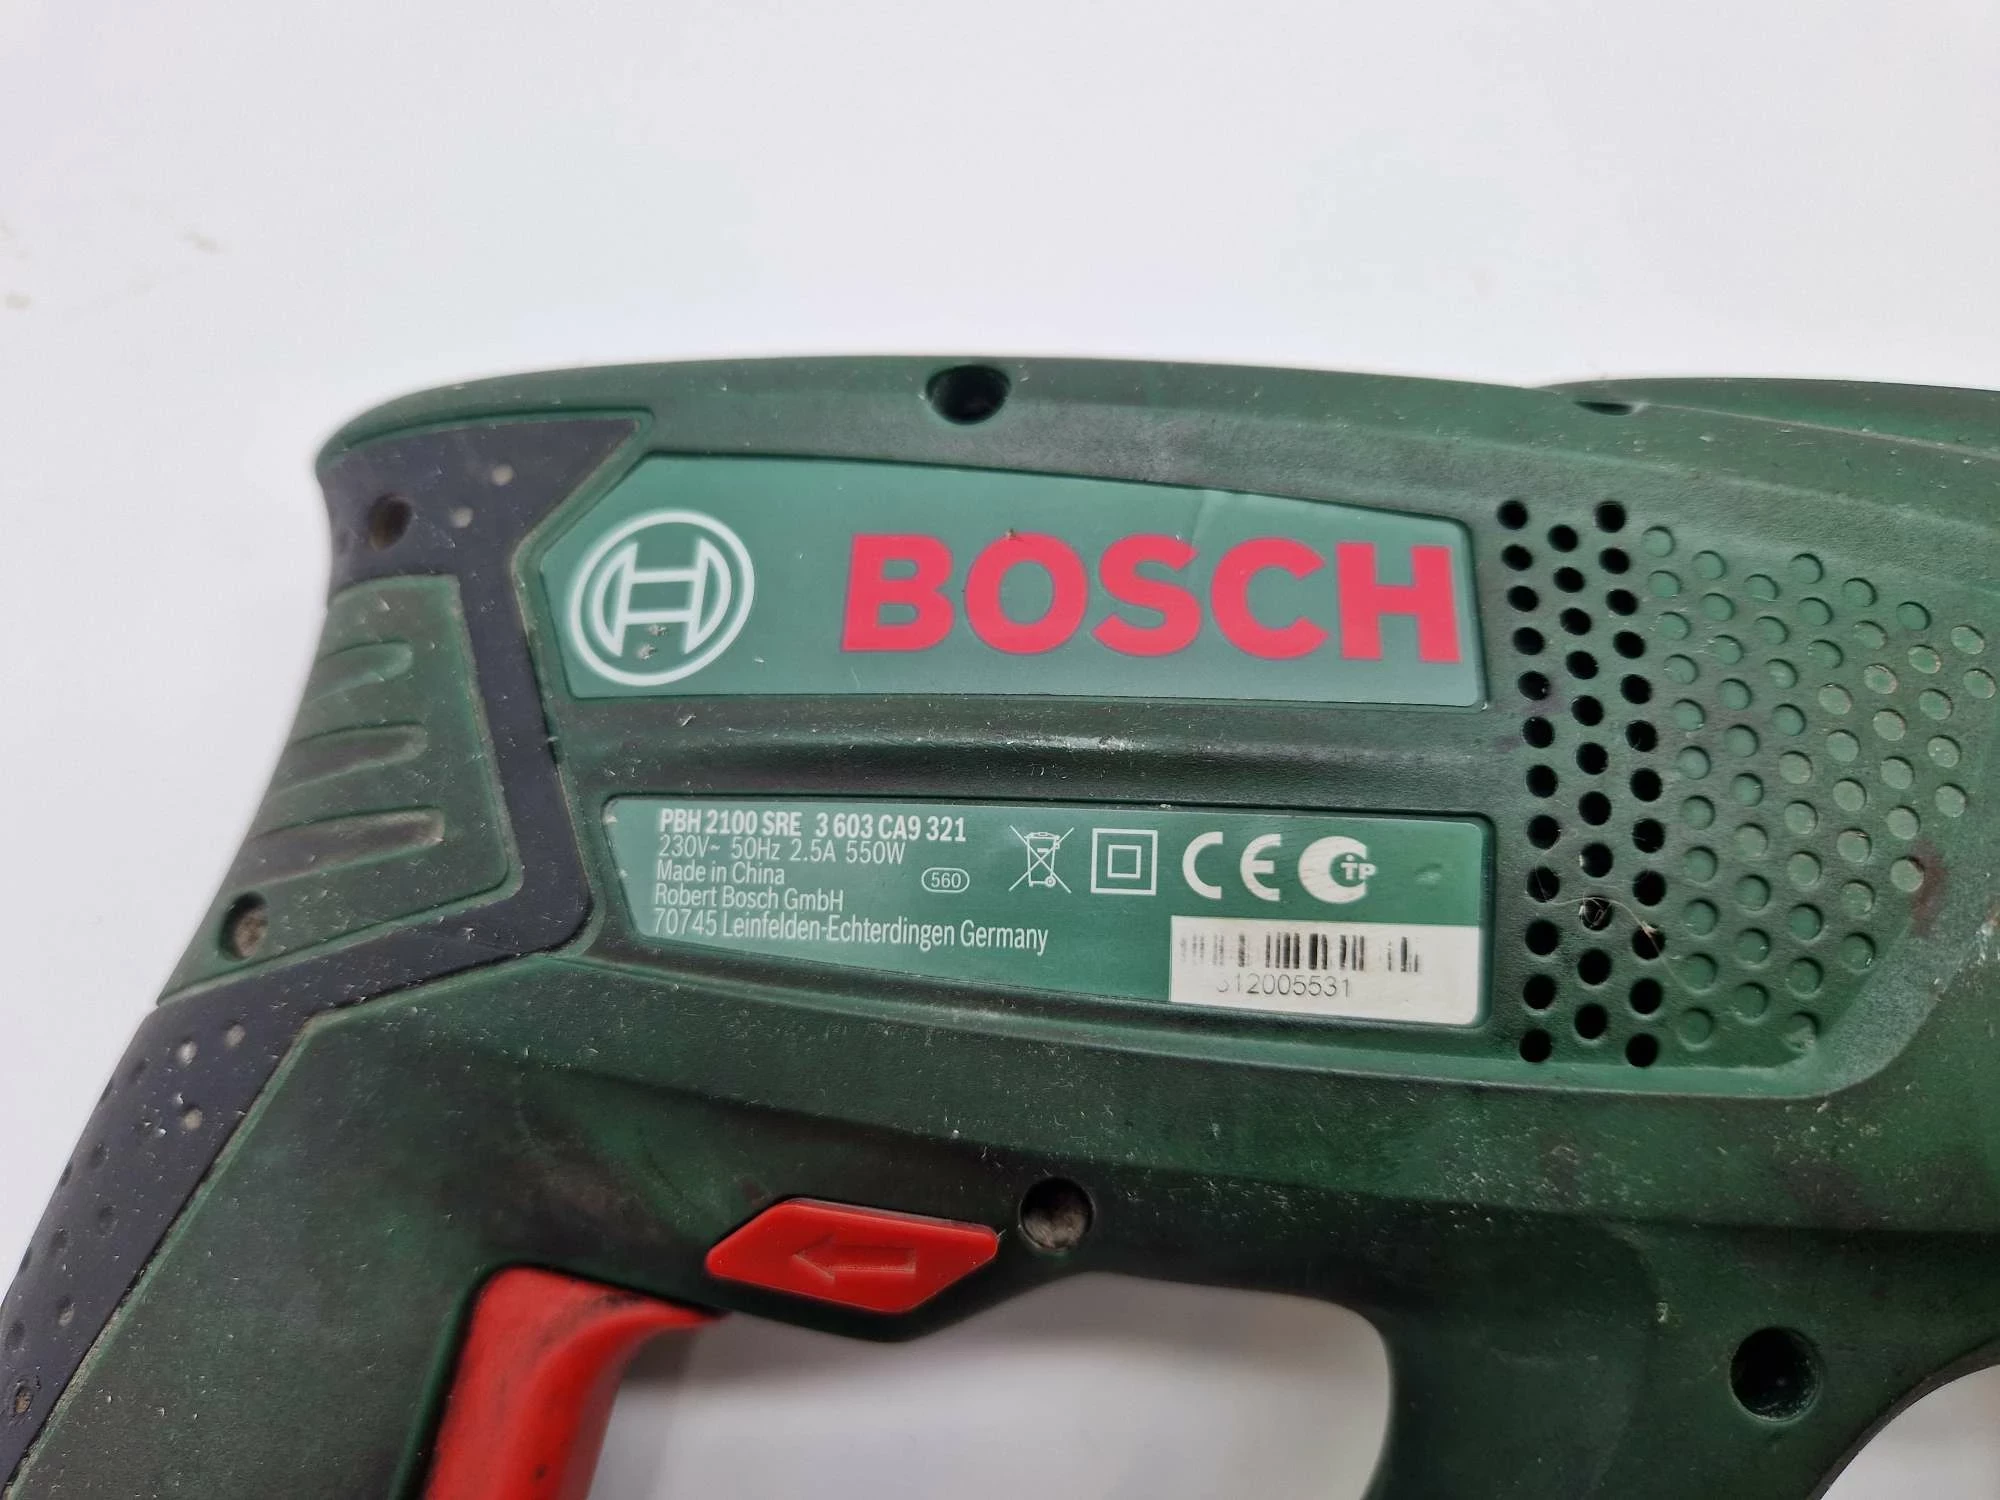 BOSCH
PBH 2100 SRE 3 603 CA9 321
230V~ 50Hz 2.5A 550W
Made in China
560
Robert Bosch GmbH
70745 Leinfelden-Echterdingen Germany
CE
TP
12005531